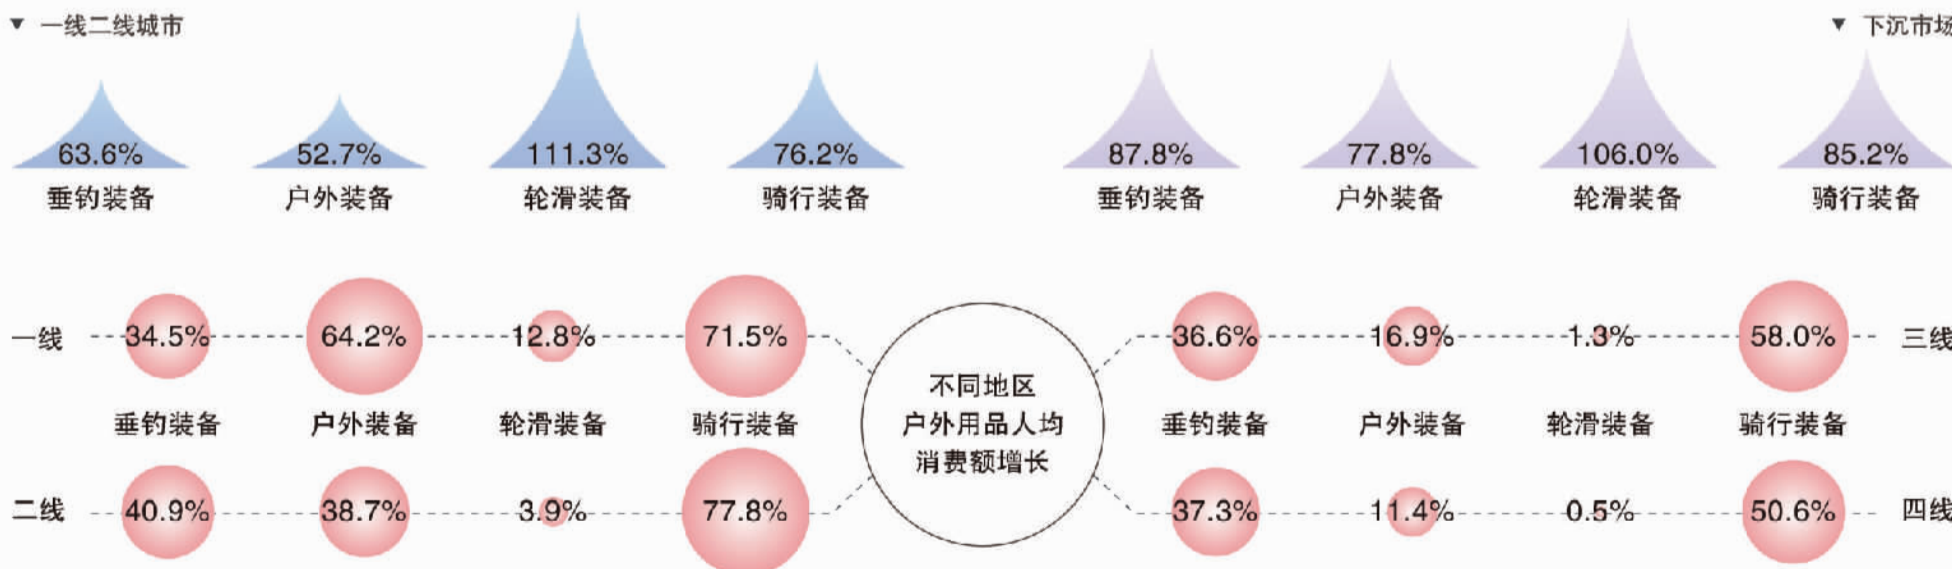 ▼ 一线二线城市
63.6% 52.7% 111.3% 76.2%
垂钓装备 户外装备 轮滑装备 骑行装备
▼ 下沉市场
87.8% 77.8% 106.0% 85.2%
垂钓装备 户外装备 轮滑装备 骑行装备
一线 34.5% 64.2% 12.8% 71.5%
垂钓装备 户外装备 轮滑装备 骑行装备
二线 40.9% 38.7% 3.9% 77.8%
不同地区
户外用品人均
消费额增长
36.6% 16.9% 1.3% 58.0% 三线
垂钓装备 户外装备 轮滑装备 骑行装备
37.3% 11.4% 0.5% 50.6% 四线